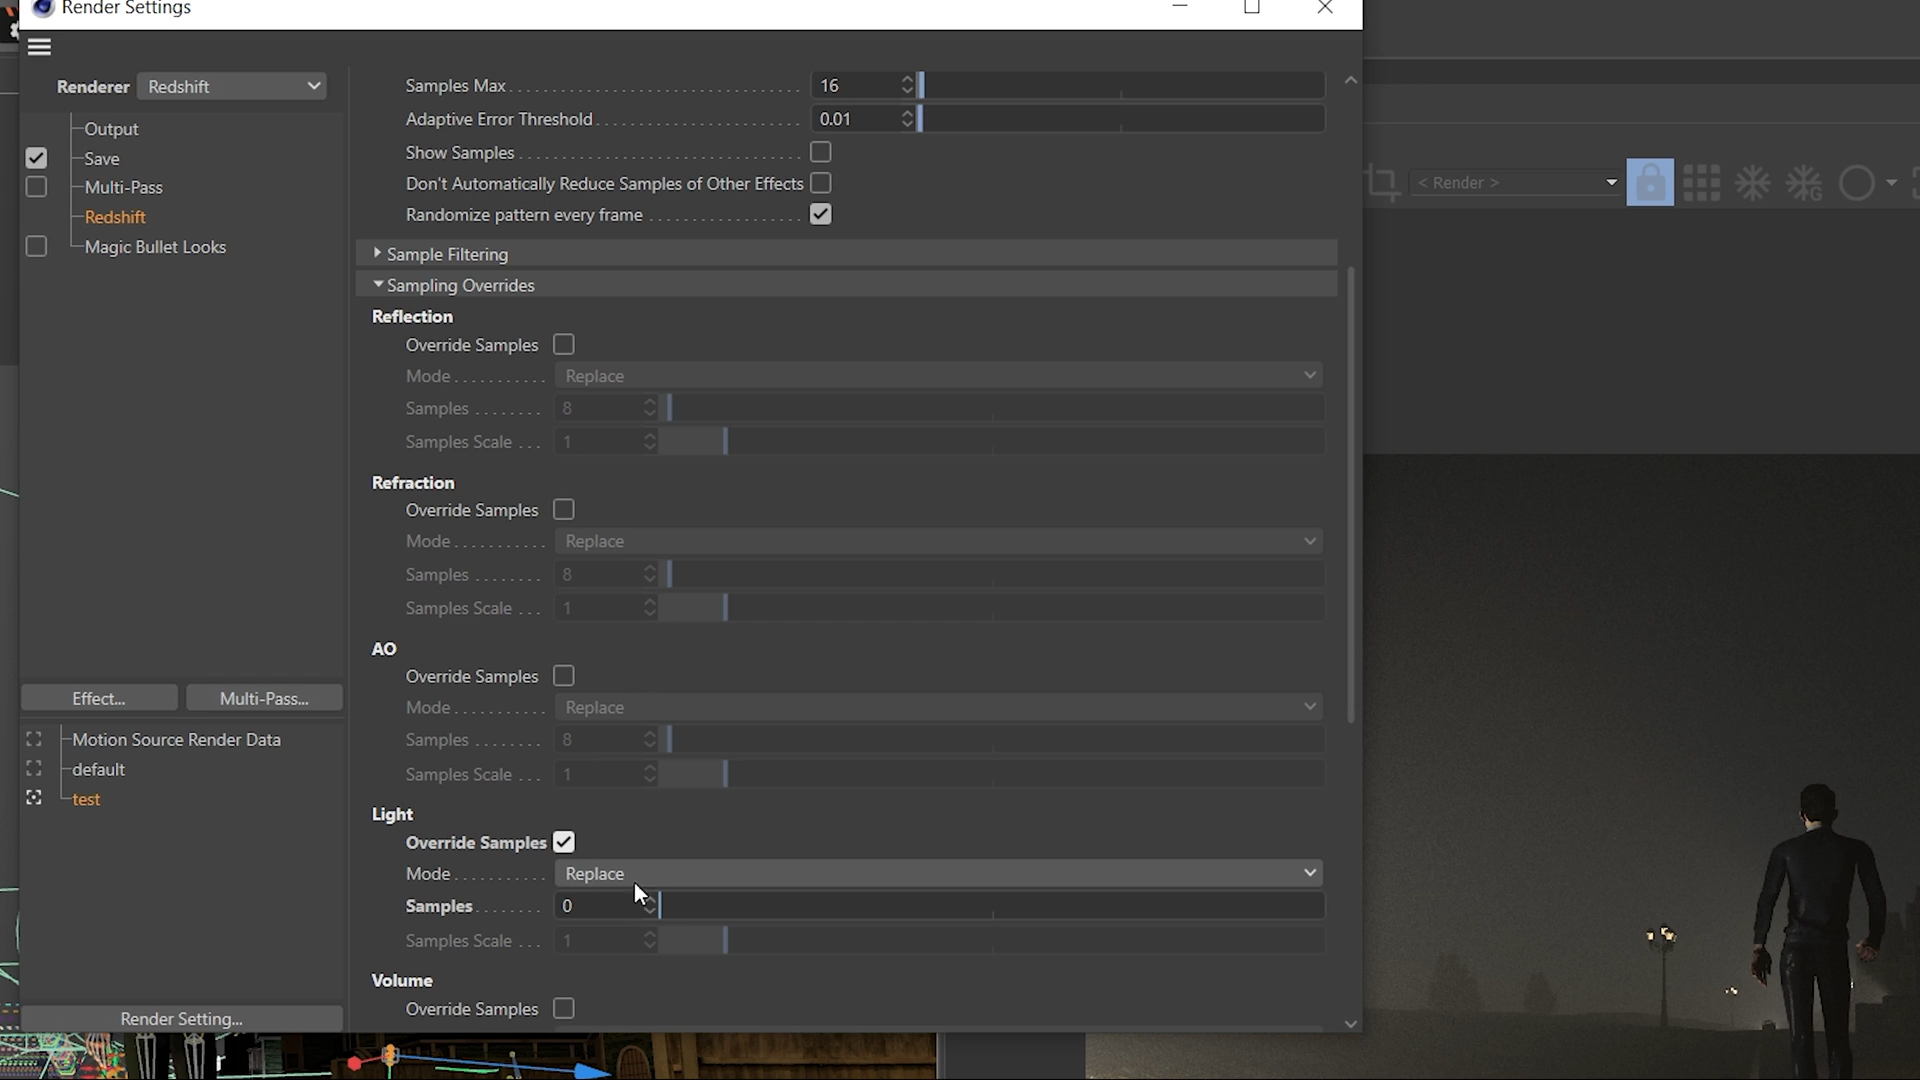 Render Settings
Renderer Redshift
Output
Save
Multi-Pass
Redshift
Magic Bullet Looks
Effect... Multi-Pass...
Motion Source Render Data
default
test
Render Setting...
Samples Max 16
Adaptive Error Threshold 0.01
Show Samples
Don't Automatically Reduce Samples of Other Effects
Randomize pattern every frame
Sample Filtering
Sampling Overrides
Reflection
Override Samples
Mode Replace
Samples 8
Samples Scale 1
Refraction
Override Samples
Mode Replace
Samples 8
Samples Scale 1
AO
Override Samples
Mode Replace
Samples 8
Samples Scale 1
Light
Override Samples
Mode Replace
Samples 0
Samples Scale 1
Volume
Override Samples
< Render >
G